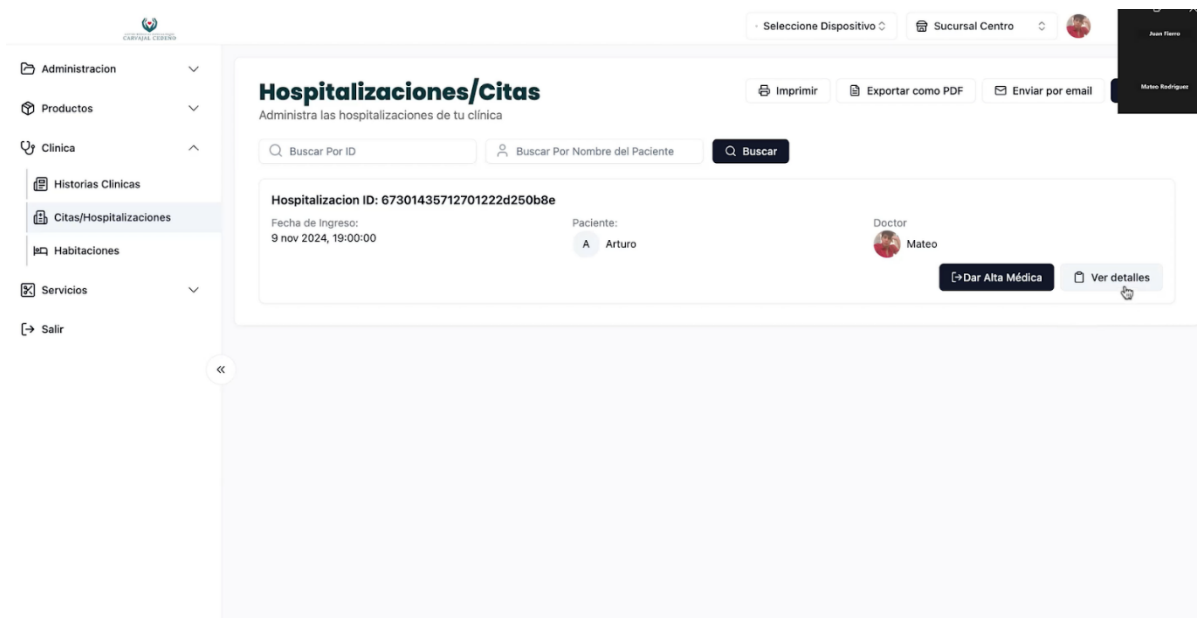 CARVAJAL CEDEÑO
· Seleccione Dispositivo
Sucursal Centro
Juan Fierro
Mateo Rodriguez
Administracion
Productos
Clinica
Historias Clinicas
Citas/Hospitalizaciones
Habitaciones
Servicios
Salir
Hospitalizaciones/Citas
Administra las hospitalizaciones de tu clínica
Imprimir
Exportar como PDF
Enviar por email
Buscar Por ID
Buscar Por Nombre del Paciente
Buscar
Hospitalizacion ID: 67301435712701222d250b8e
Fecha de Ingreso:
9 nov 2024, 19:00:00
Paciente:
A Arturo
Doctor
Mateo
Dar Alta Médica
Ver detalles